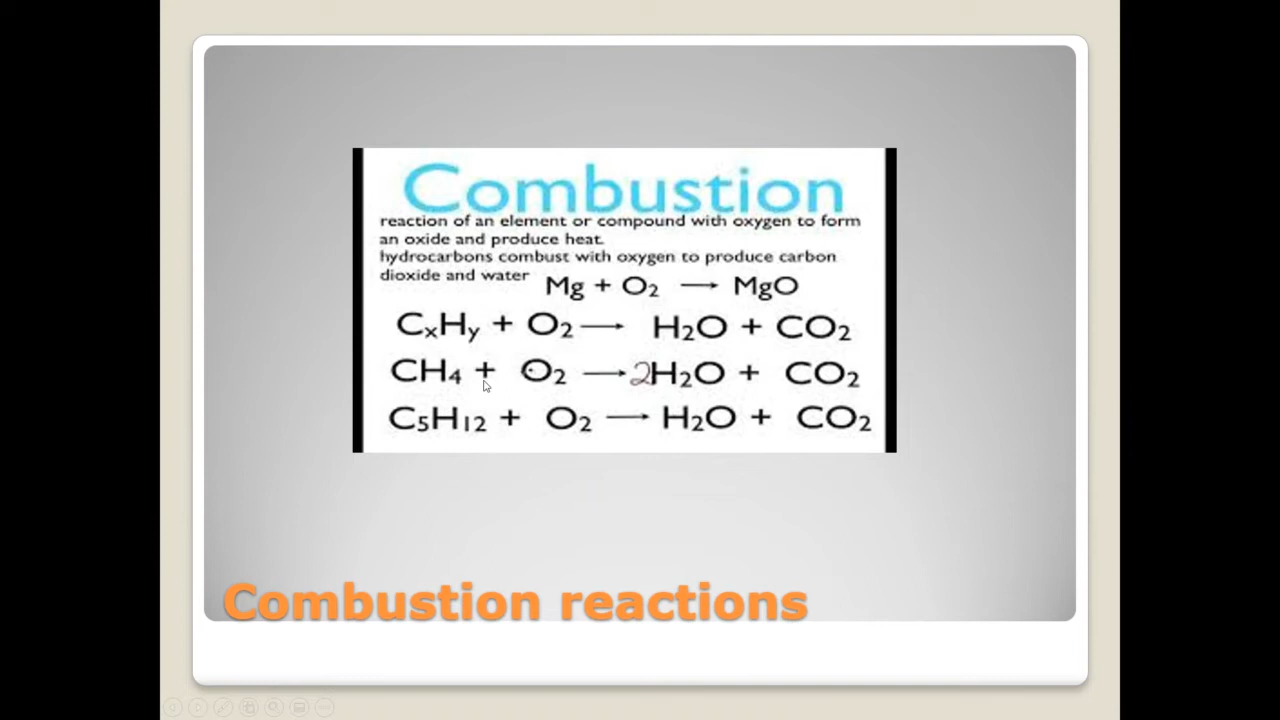 Combustion
reaction of an element or compound with oxygen to form
an oxide and produce heat.
hydrocarbons combust with oxygen to produce carbon
dioxide and water
Mg + O₂ → MgO
CₓHᵧ + O₂ → H₂O + CO₂
CH₄ + O₂ → 2H₂O + CO₂
C₅H₁₂ + O₂ → H₂O + CO₂
Combustion reactions